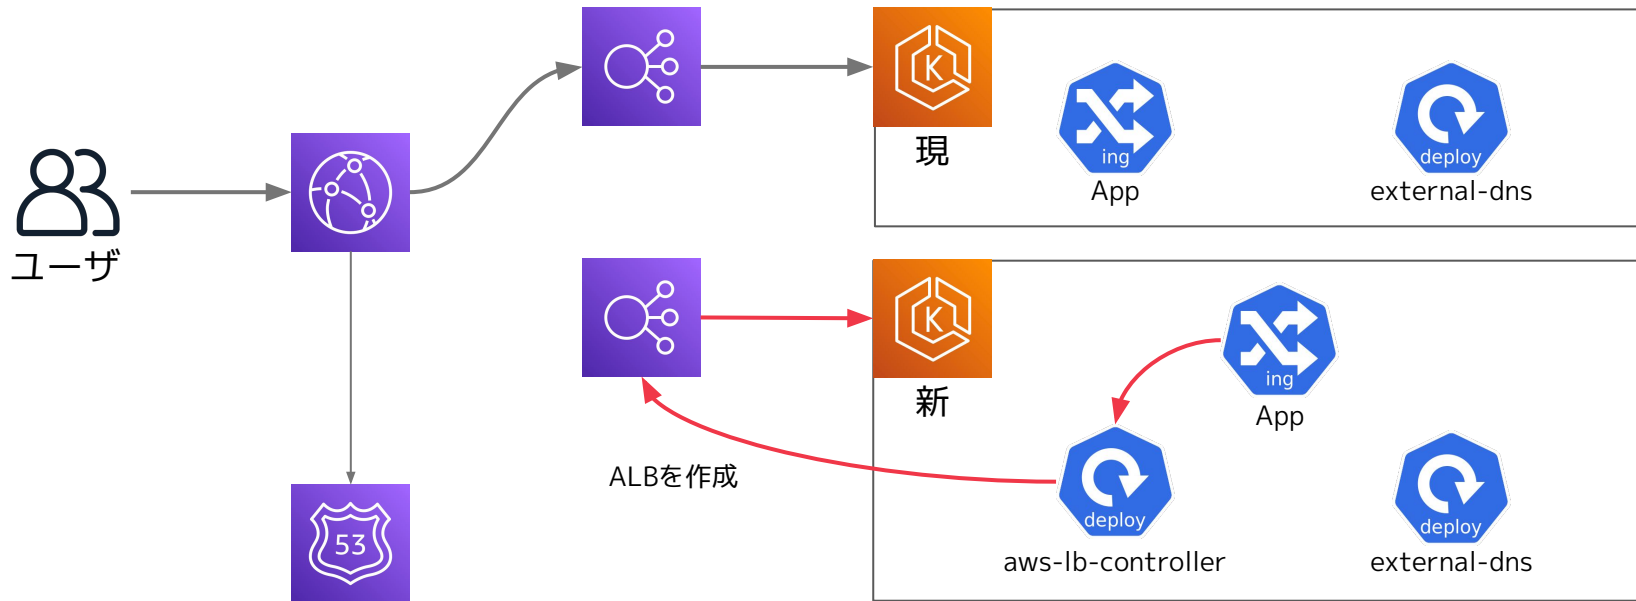 K
現
ing
App
deploy
external-dns
ユーザ
K
新
ing
App
ALBを作成
deploy
aws-lb-controller
deploy
external-dns
53